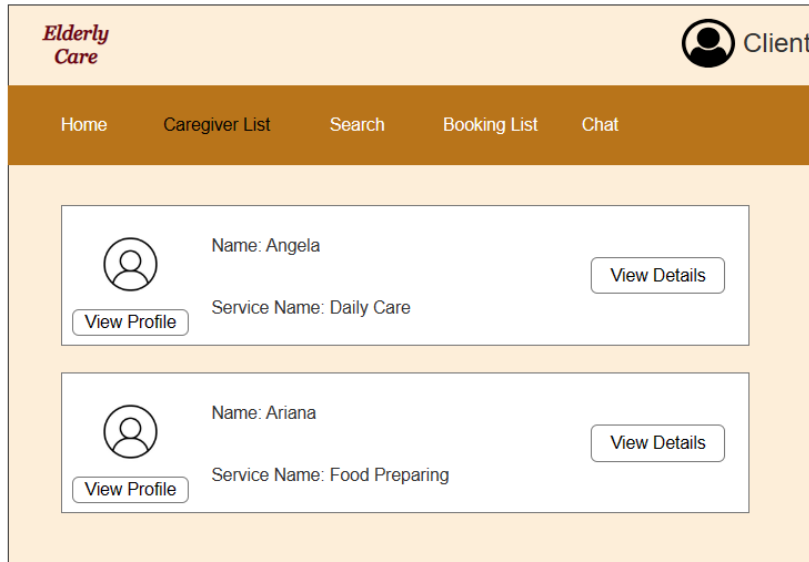 Elderly
Care
Client
Home Caregiver List Search Booking List Chat
Name: Angela
View Details
Service Name: Daily Care
View Profile
Name: Ariana
View Details
Service Name: Food Preparing
View Profile